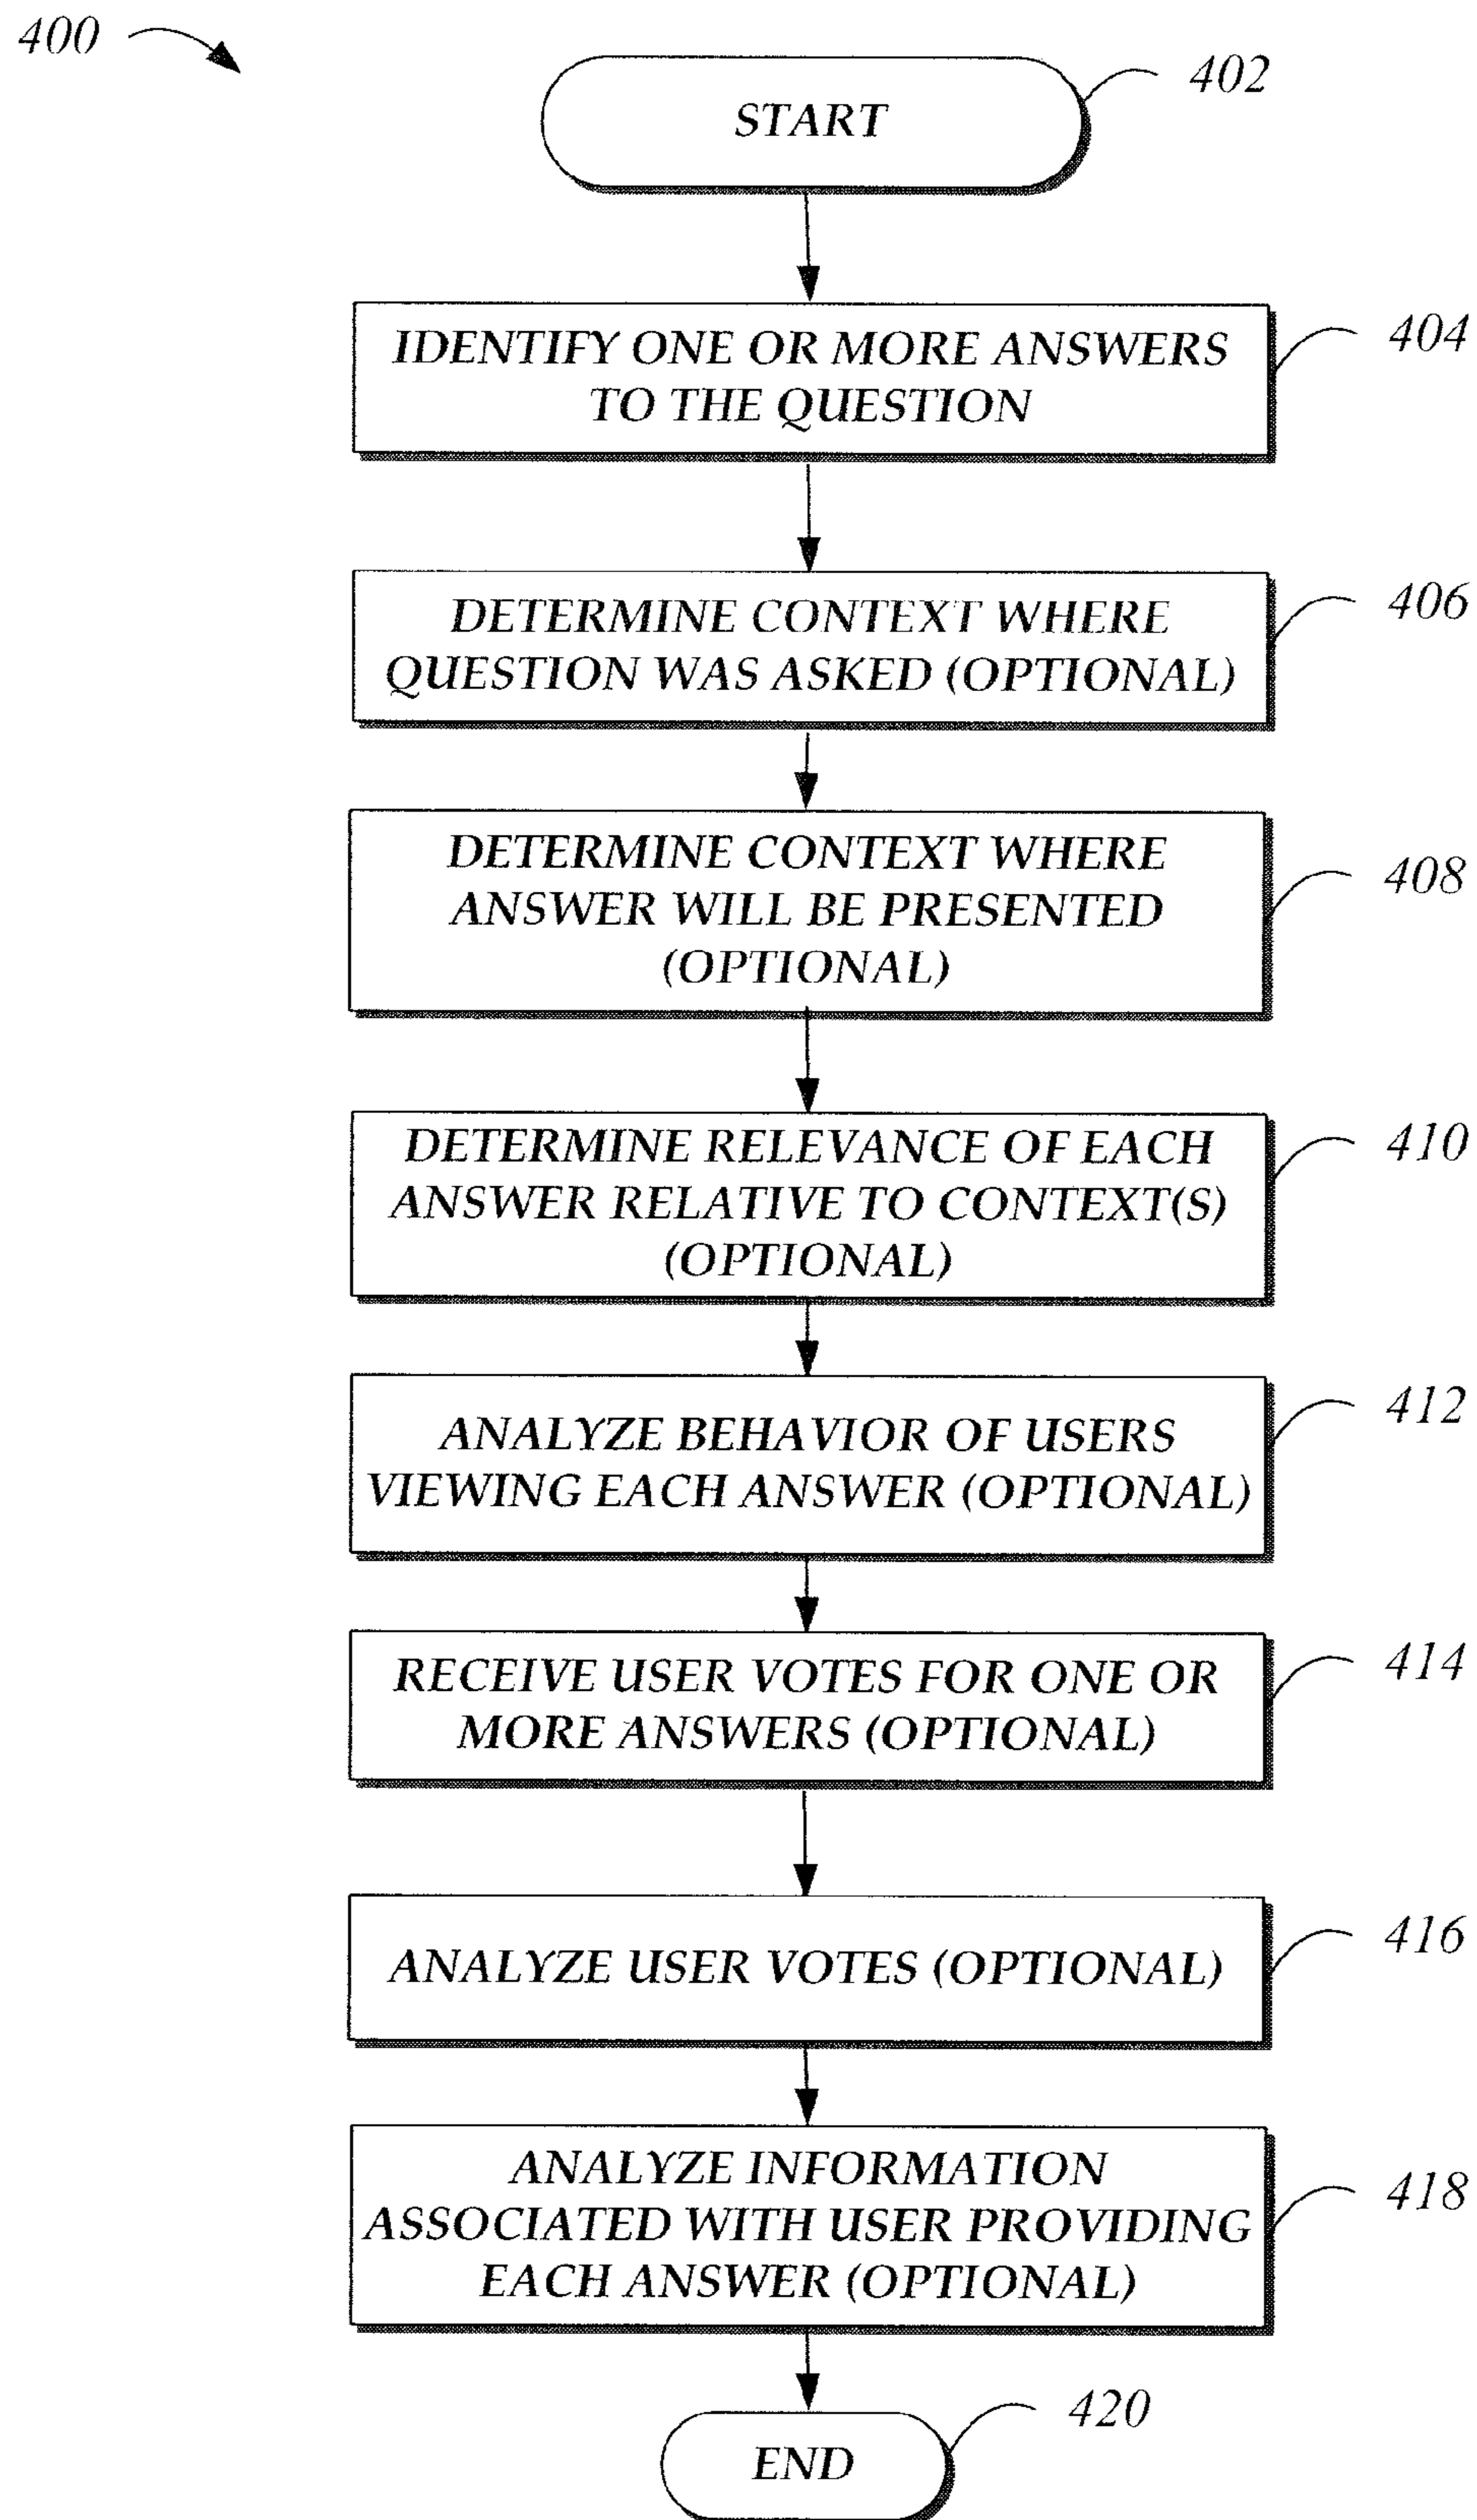 400
402
START
IDENTIFY ONE OR MORE ANSWERS
TO THE QUESTION
404
DETERMINE CONTEXT WHERE
QUESTION WAS ASKED (OPTIONAL)
406
DETERMINE CONTEXT WHERE
ANSWER WILL BE PRESENTED
(OPTIONAL)
408
DETERMINE RELEVANCE OF EACH
ANSWER RELATIVE TO CONTEXT(S)
(OPTIONAL)
410
ANALYZE BEHAVIOR OF USERS
VIEWING EACH ANSWER (OPTIONAL)
412
RECEIVE USER VOTES FOR ONE OR
MORE ANSWERS (OPTIONAL)
414
ANALYZE USER VOTES (OPTIONAL)
416
ANALYZE INFORMATION
ASSOCIATED WITH USER PROVIDING
EACH ANSWER (OPTIONAL)
418
420
END